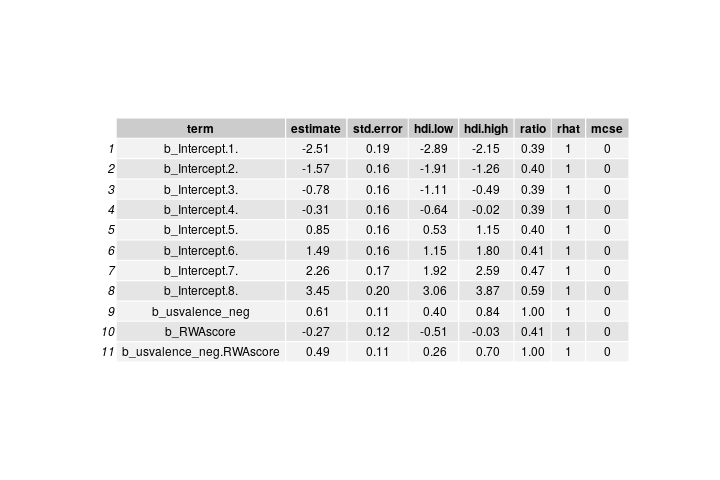 term estimate std.error hdi.low hdi.high ratio rhat mcse
1 b_Intercept.1. -2.51 0.19 -2.89 -2.15 0.39 1 0
2 b_Intercept.2. -1.57 0.16 -1.91 -1.26 0.40 1 0
3 b_Intercept.3. -0.78 0.16 -1.11 -0.49 0.39 1 0
4 b_Intercept.4. -0.31 0.16 -0.64 -0.02 0.39 1 0
5 b_Intercept.5. 0.85 0.16 0.53 1.15 0.40 1 0
6 b_Intercept.6. 1.49 0.16 1.15 1.80 0.41 1 0
7 b_Intercept.7. 2.26 0.17 1.92 2.59 0.47 1 0
8 b_Intercept.8. 3.45 0.20 3.06 3.87 0.59 1 0
9 b_usvalence_neg 0.61 0.11 0.40 0.84 1.00 1 0
10 b_RWAscore -0.27 0.12 -0.51 -0.03 0.41 1 0
11 b_usvalence_neg.RWAscore 0.49 0.11 0.26 0.70 1.00 1 0